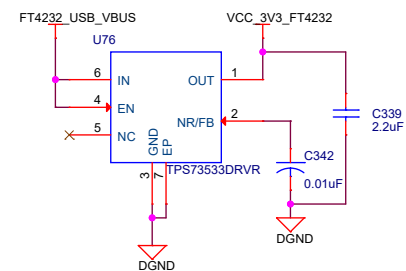 FT4232_USB_VBUS
VCC_3V3_FT4232
U76
6
IN
OUT
1
4
EN
NR/FB
2
5
NC
GND
EP
3
7
TPS73533DRVR
C339
2.2uF
C342
0.01uF
DGND
DGND